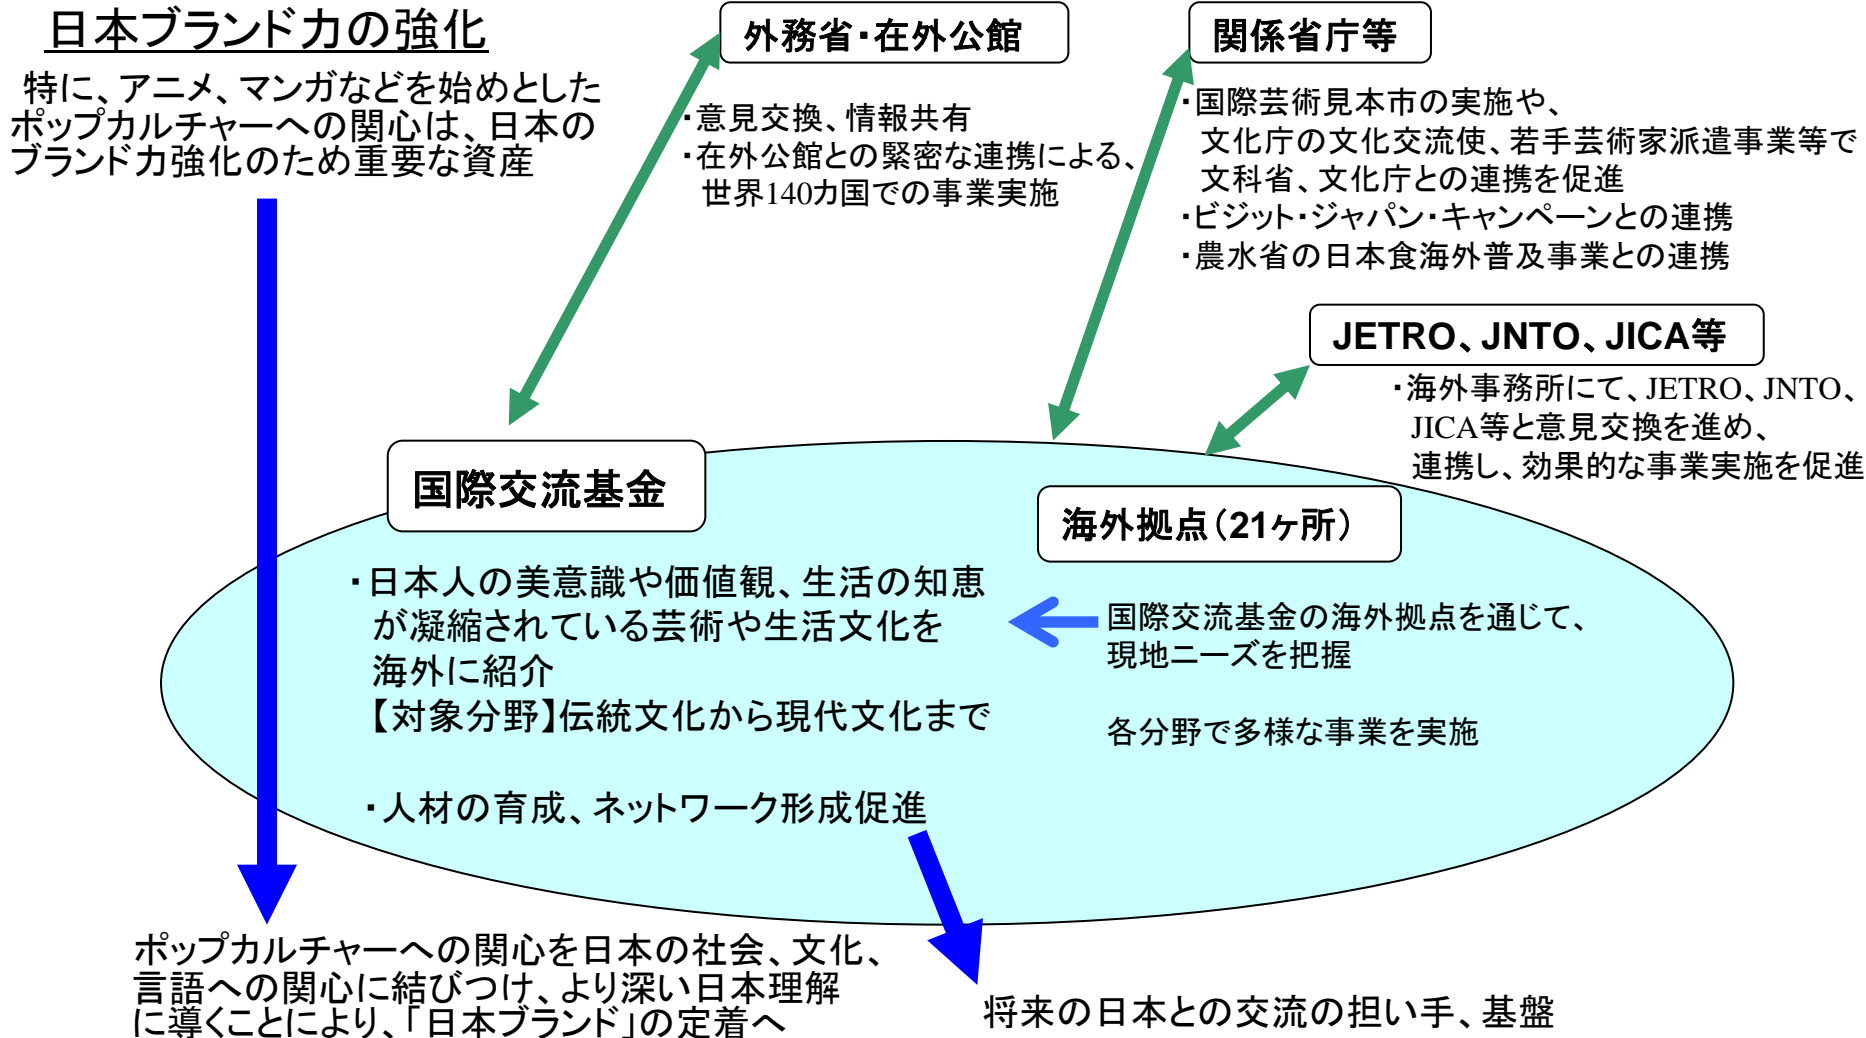 日本ブランド力の強化
特に、アニメ、マンガなどを始めとした
ポップカルチャーへの関心は、日本の
ブランド力強化のため重要な資産
外務省・在外公館
・意見交換、情報共有
・在外公館との緊密な連携による、
世界140カ国での事業実施
関係省庁等
・国際芸術見本市の実施や、
文化庁の文化交流使、若手芸術家派遣事業等で
文科省、文化庁との連携を促進
・ビジット・ジャパン・キャンペーンとの連携
・農水省の日本食海外普及事業との連携
JETRO、JNTO、JICA等
・海外事務所にて、JETRO、JNTO、
JICA等と意見交換を進め、
連携し、効果的な事業実施を促進
国際交流基金
・日本人の美意識や価値観、生活の知恵
が凝縮されている芸術や生活文化を
海外に紹介
【対象分野】伝統文化から現代文化まで
・人材の育成、ネットワーク形成促進
海外拠点（21ヶ所）
国際交流基金の海外拠点を通じて、
現地ニーズを把握
各分野で多様な事業を実施
ポップカルチャーへの関心を日本の社会、文化、
言語への関心に結びつけ、より深い日本理解
に導くことにより、「日本ブランド」の定着へ
将来の日本との交流の担い手、基盤